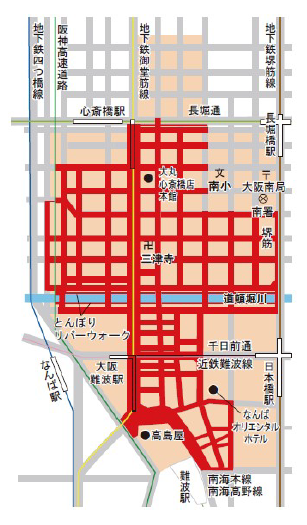 地下鉄四つ橋線
阪神高速道路
地下鉄御堂筋線
地下鉄堺筋線
心斎橋駅
長堀通
長堀橋駅
大丸
心斎橋店
本館
文
南小
〒
大阪南局
南署
堺筋
卍
三津寺
道頓堀川
とんぼり
リバーウォーク
千日前通
近鉄難波線
大阪
難波駅
なんば駅
日本橋駅
なんば
オリエンタル
ホテル
高島屋
難波駅
南海本線
南海高野線